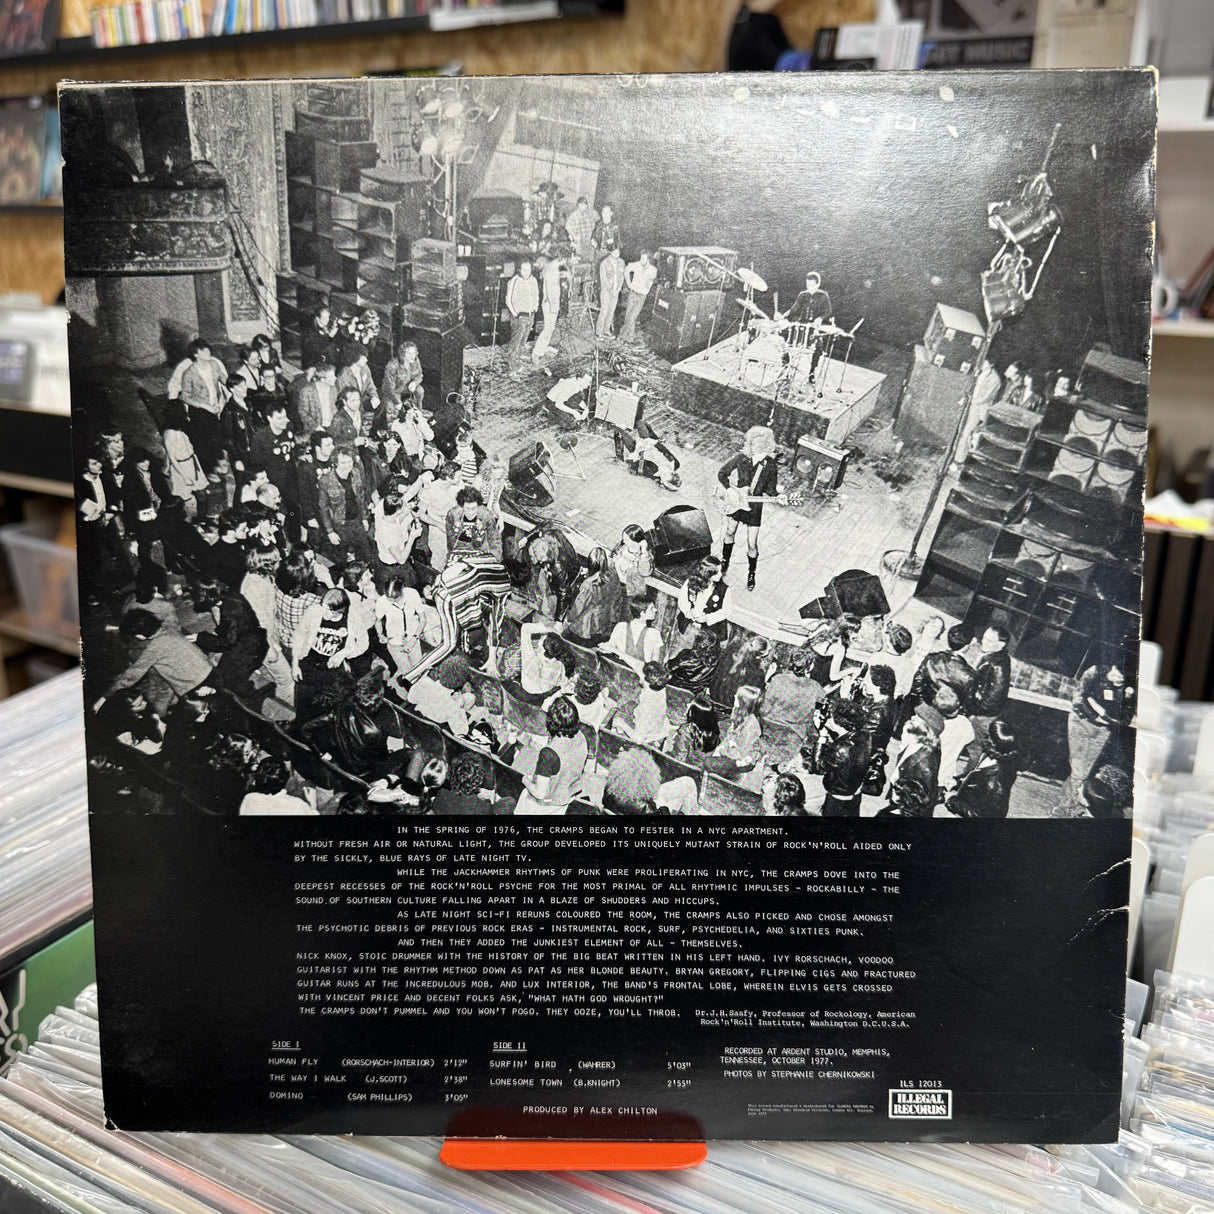 IT MUSIC
IN THE SPRING OF 1976, THE CRAMPS BEGAN TO FESTER IN A NYC APARTMENT.
WITHOUT FRESH AIR OR NATURAL LIGHT, THE GROUP DEVELOPED ITS UNIQUELY MUTANT STRAIN OF ROCK'N'ROLL AIDED ONLY
BY THE SICKLY, BLUE RAYS OF LATE NIGHT TV.
WHILE THE JACKHAMMER RHYTHMS OF PUNK WERE PROLIFERATING IN NYC, THE CRAMPS DOVE INTO THE
DEEPEST RECESSES OF THE ROCK'N'ROLL PSYCHE FOR THE MOST PRIMAL OF ALL RHYTHMIC IMPULSES - ROCKABILLY - THE
SOUND OF SOUTHERN CULTURE FALLING APART IN A BLAZE OF SHUDDERS AND HICCUPS.
AS LATE NIGHT SCI-FI RERUNS COLOURED THE ROOM, THE CRAMPS ALSO PICKED AND CHOSE AMONGST
THE PSYCHOTIC DEBRIS OF PREVIOUS ROCK ERAS - INSTRUMENTAL ROCK, SURF, PSYCHEDELIA, AND SIXTIES PUNK.
AND THEN THEY ADDED THE JUNKIEST ELEMENT OF ALL - THEMSELVES.
NICK KNOX, STOIC DRUMMER WITH THE HISTORY OF THE BIG BEAT WRITTEN IN HIS LEFT HAND. IVY RORSCHACH, VOODOO
GUITARIST WITH THE RHYTHM METHOD DOWN AS PAT AS HER BLONDE BEAUTY. BRYAN GREGORY, FLIPPING CIGS AND FRACTURED
GUITAR RUNS AT THE INCREDULOUS MOB. AND LUX INTERIOR, THE BAND'S FRONTAL LOBE, WHEREIN ELVIS GETS CROSSED
WITH VINCENT PRICE AND DECENT FOLKS ASK, "WHAT HATH GOD WROUGHT?"
THE CRAMPS DON'T PUMMEL AND YOU WON'T POGO. THEY OOZE, YOU'LL THROB.
Dr.J.H.Sasfy, Professor of Rockology, American
Rock'n'Roll Institute, Washington D.C.U.S.A.
SIDE I
HUMAN FLY (RORSCHACH-INTERIOR) 2'12"
THE WAY I WALK (J.SCOTT) 2'38"
DOMINO (SAM PHILLIPS) 3'05"
SIDE II
SURFIN' BIRD (WAHRER) 5'03"
LONESOME TOWN (B.KNIGHT) 2'55"
RECORDED AT ARDENT STUDIO, MEMPHIS,
TENNESSEE, OCTOBER 1977.
PHOTOS BY STEPHANIE CHERNIKOWSKI
PRODUCED BY ALEX CHILTON
ILS 12013
ILLEGAL
RECORDS